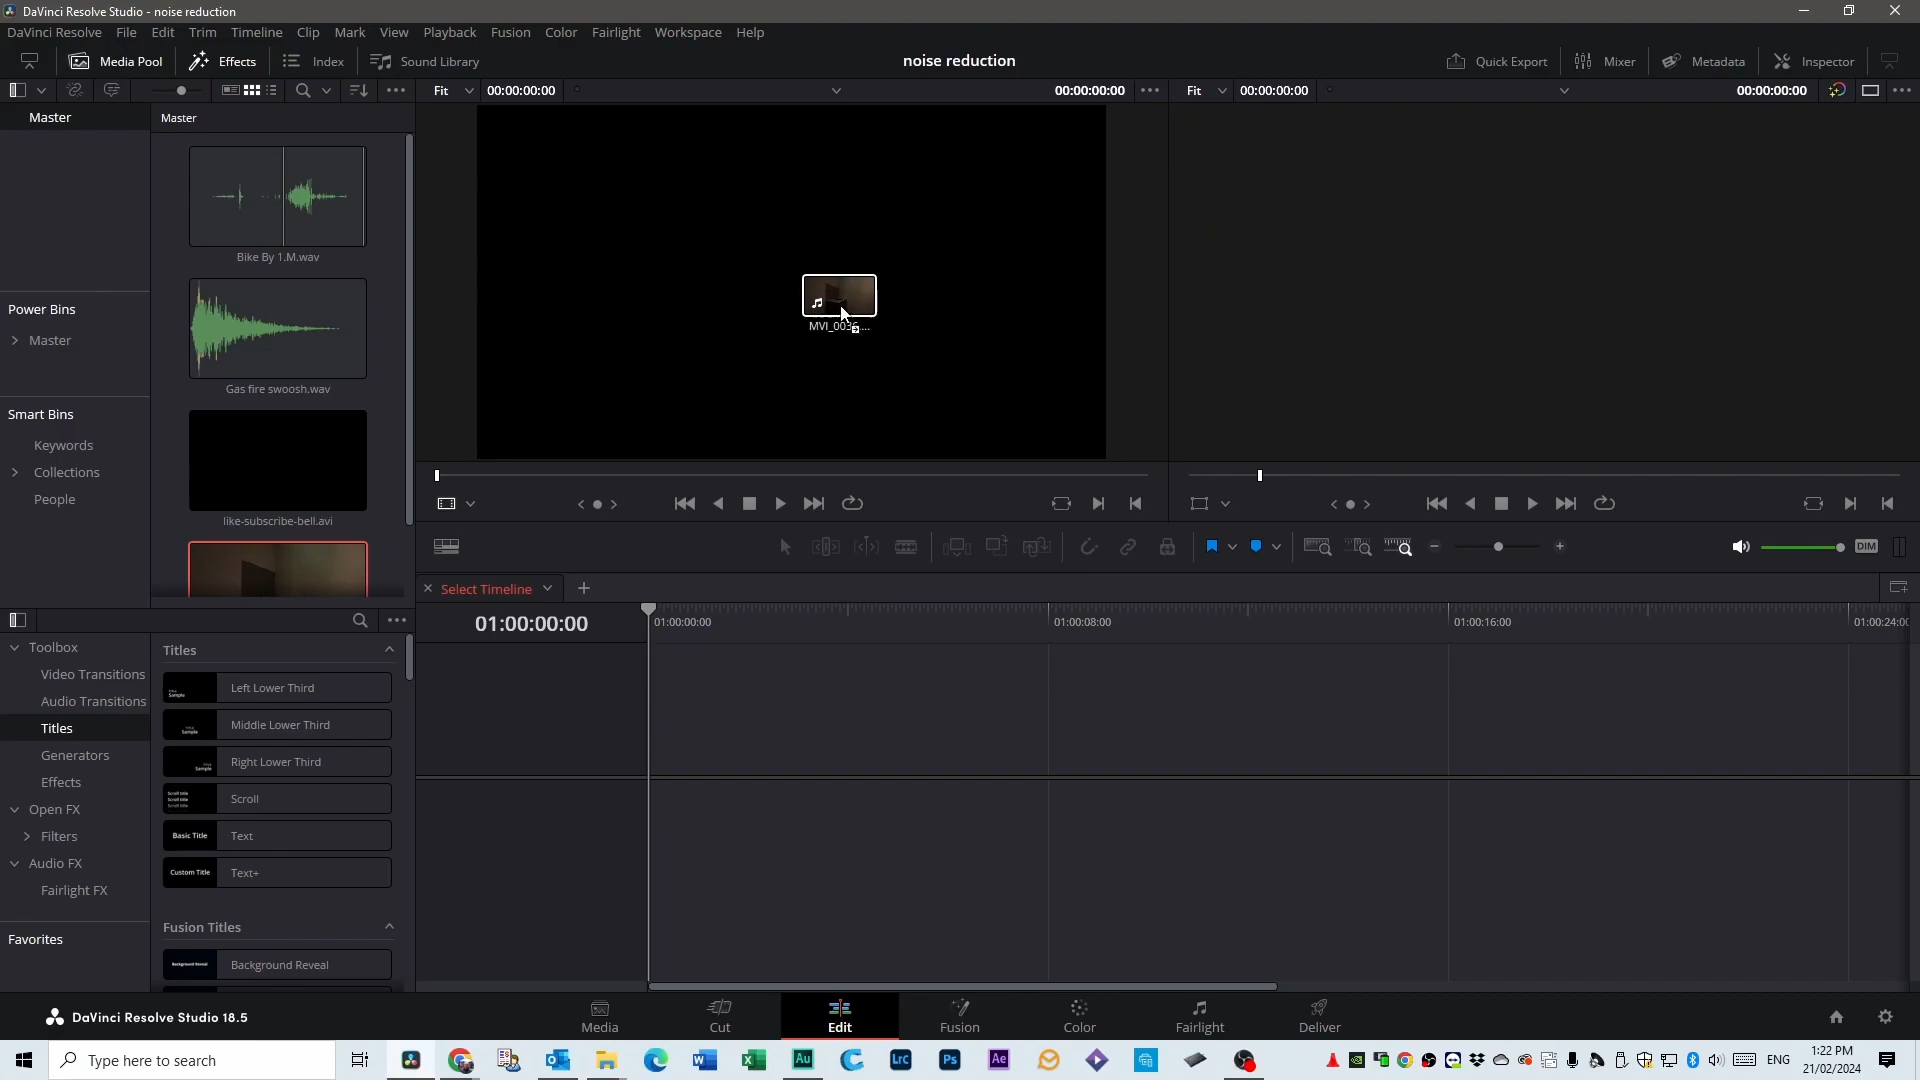 DaVinci Resolve Studio - noise reduction
DaVinci Resolve File Edit Trim Timeline Clip Mark View Playback Fusion Color Fairlight Workspace Help
Media Pool Effects Index Sound Library noise reduction Quick Export Mixer Metadata Inspector
Fit 00:00:00:00 00:00:00:00 Fit 00:00:00:00 00:00:00:00
Master
Master
Bike By 1.M.wav
Gas fire swoosh.wav
like-subscribe-bell.avi
Power Bins
Master
Smart Bins
Keywords
Collections
People
MVI_0036....
DIM
Select Timeline
01:00:00:00
01:00:00:00 01:00:08:00 01:00:16:00 01:00:24:00
Toolbox
Video Transitions
Audio Transitions
Titles
Generators
Effects
Open FX
Filters
Audio FX
Fairlight FX
Favorites
Titles
Left Lower Third
Middle Lower Third
Right Lower Third
Scroll
Basic Title Text
Custom Title Text+
Fusion Titles
Background Reveal Background Reveal
DaVinci Resolve Studio 18.5
Media Cut Edit Fusion Color Fairlight Deliver
Type here to search
Lrc Ps Ae Au
ENG
1:22 PM
21/02/2024